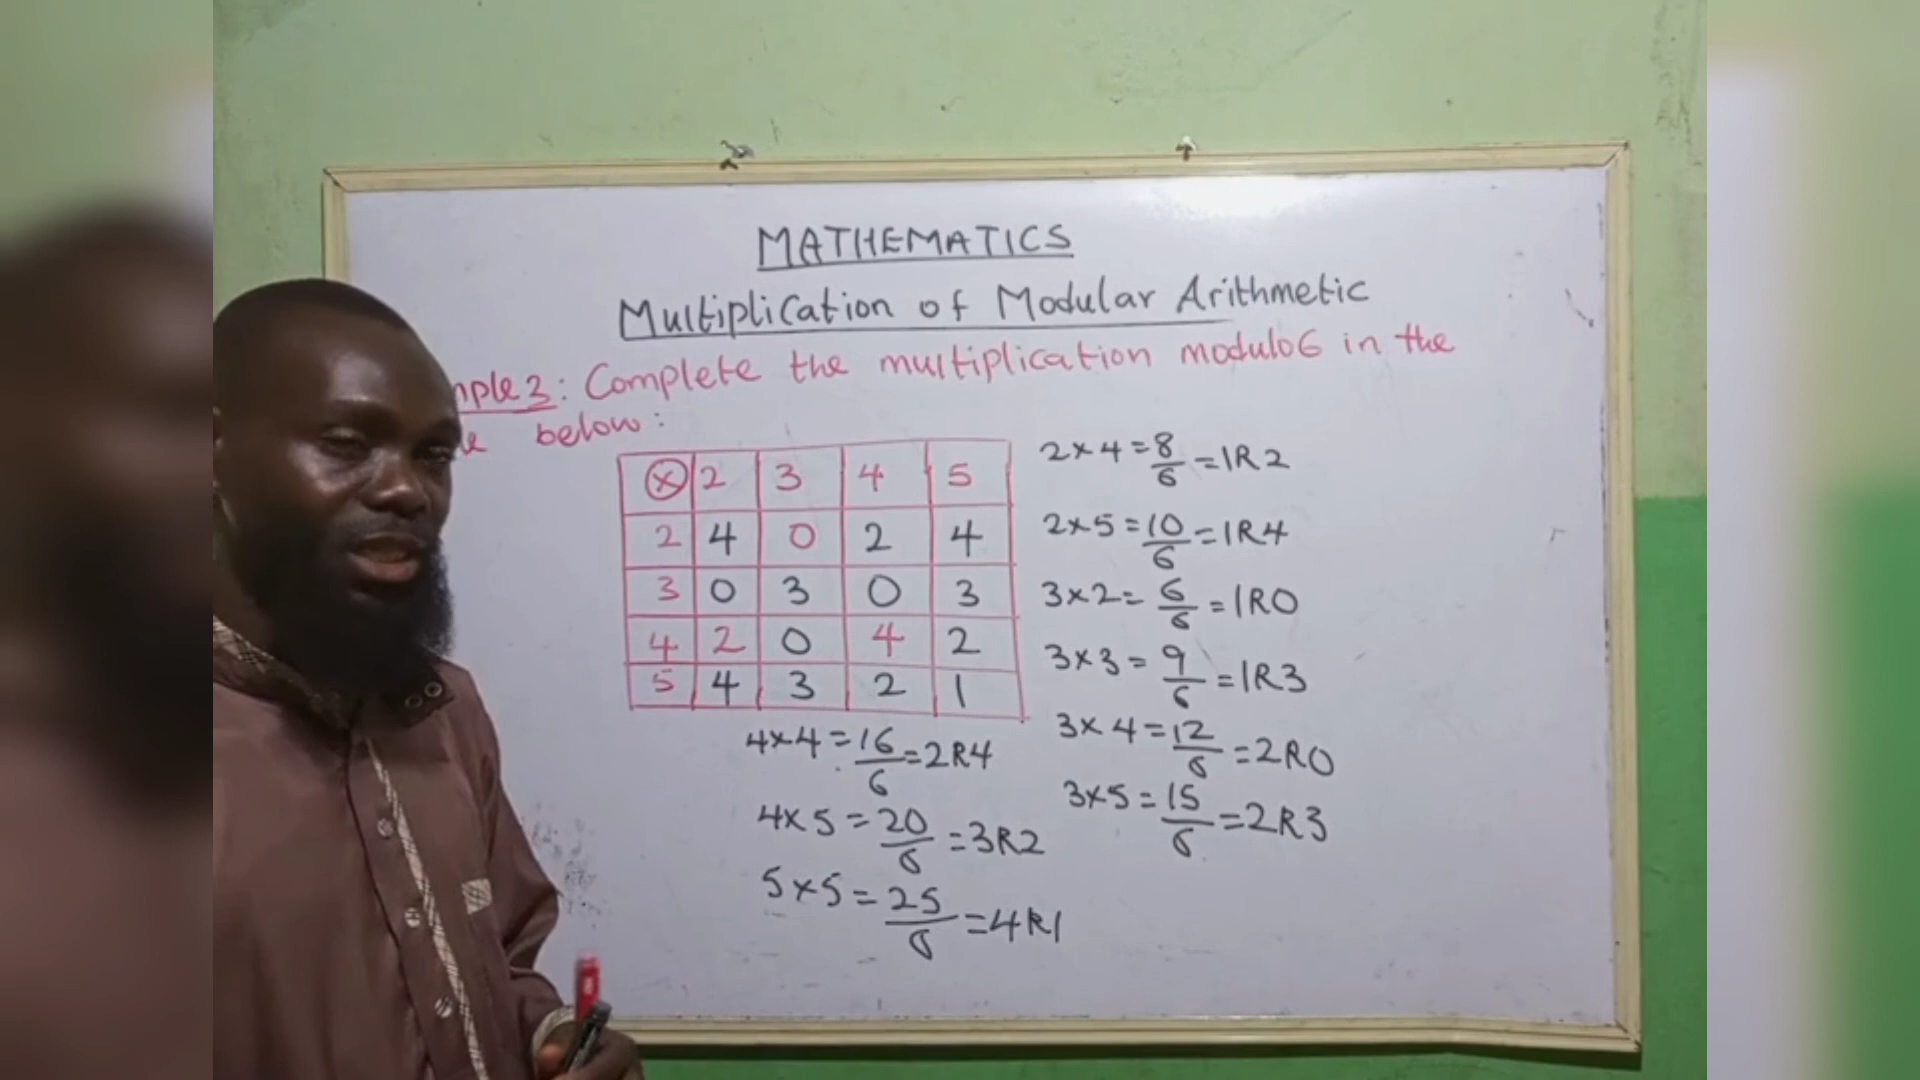 MATHEMATICS
Multiplication of Modular Arithmetic
mple 3: Complete the multiplication modulo6 in the
below:
⊗ 2 3 4 5
2 4 0 2 4
3 0 3 0 3
4 2 0 4 2
5 4 3 2 1
2×4=8/6=1R2
2×5=10/6=1R4
3×2=6/6=1R0
3×3=9/6=1R3
3×4=12/6=2R0
3×5=15/6=2R3
4×4=16/6=2R4
4×5=20/6=3R2
5×5=25/6=4R1